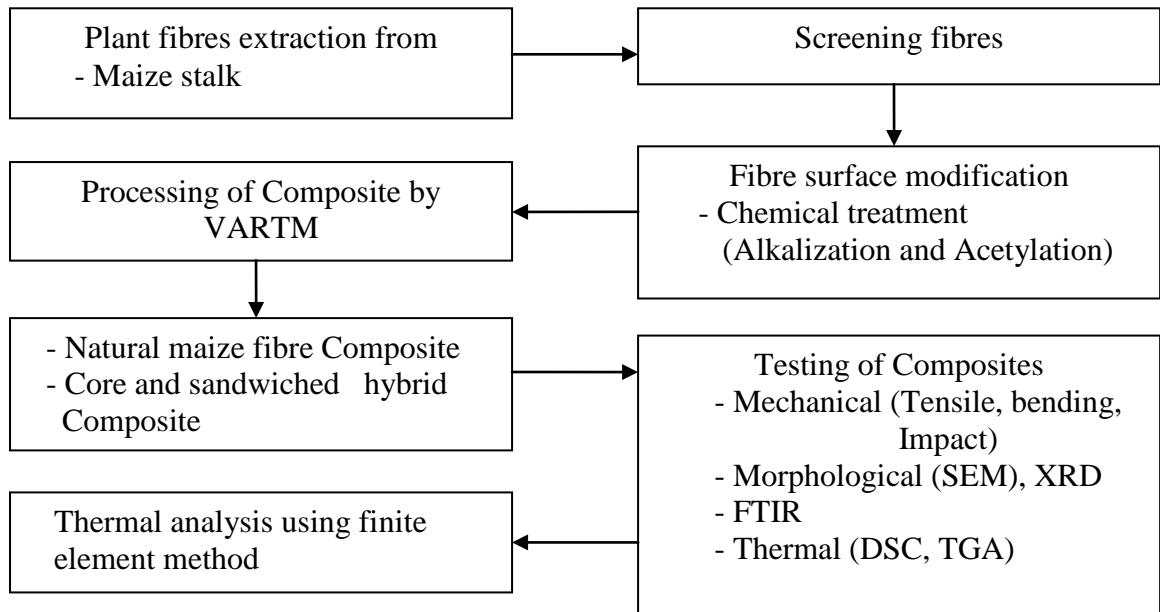 Plant fibres extraction from
- Maize stalk
Screening fibres
Fibre surface modification
- Chemical treatment
(Alkalization and Acetylation)
Processing of Composite by
VARTM
- Natural maize fibre Composite
- Core and sandwiched hybrid
Composite
Testing of Composites
- Mechanical (Tensile, bending,
Impact)
- Morphological (SEM), XRD
- FTIR
- Thermal (DSC, TGA)
Thermal analysis using finite
element method